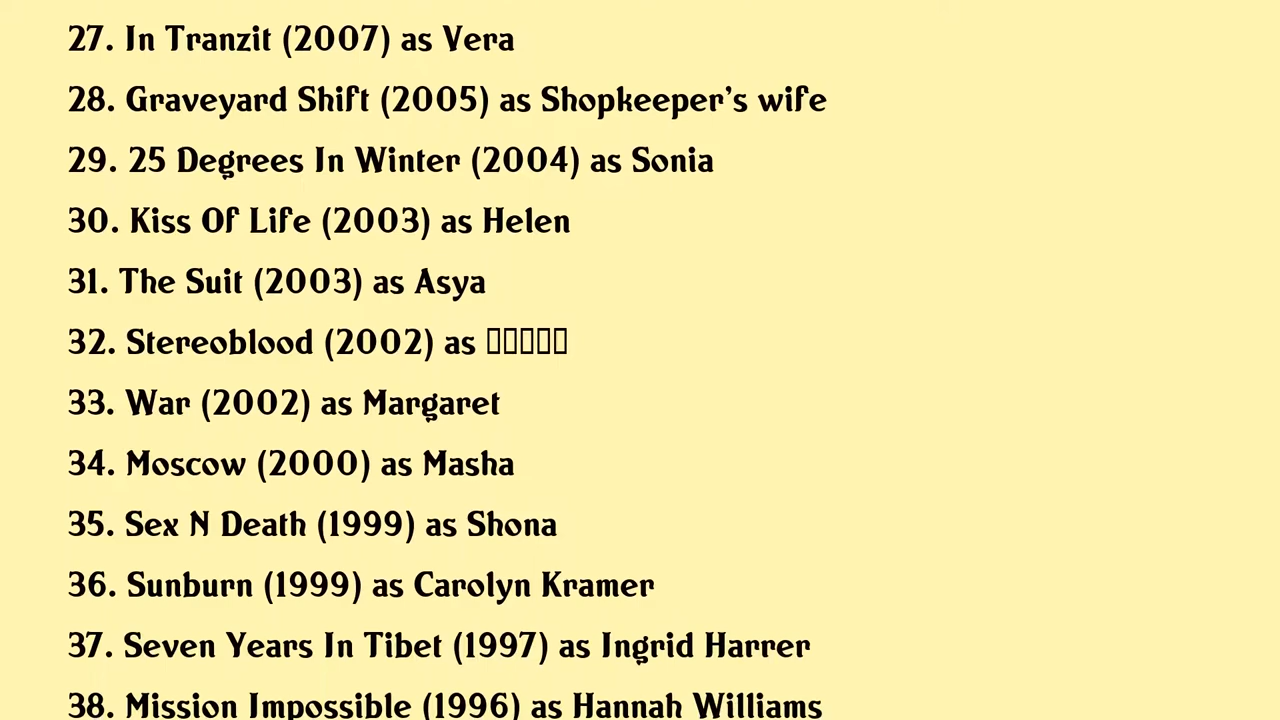 27. In Tranzit (2007) as Vera
28. Graveyard Shift (2005) as Shopkeeper's wife
29. 25 Degrees In Winter (2004) as Sonia
30. Kiss Of Life (2003) as Helen
31. The Suit (2003) as Asya
32. Stereoblood (2002) as
33. War (2002) as Margaret
34. Moscow (2000) as Masha
35. Sex N Death (1999) as Shona
36. Sunburn (1999) as Carolyn Kramer
37. Seven Years In Tibet (1997) as Ingrid Harrer
38. Mission Impossible (1996) as Hannah Williams